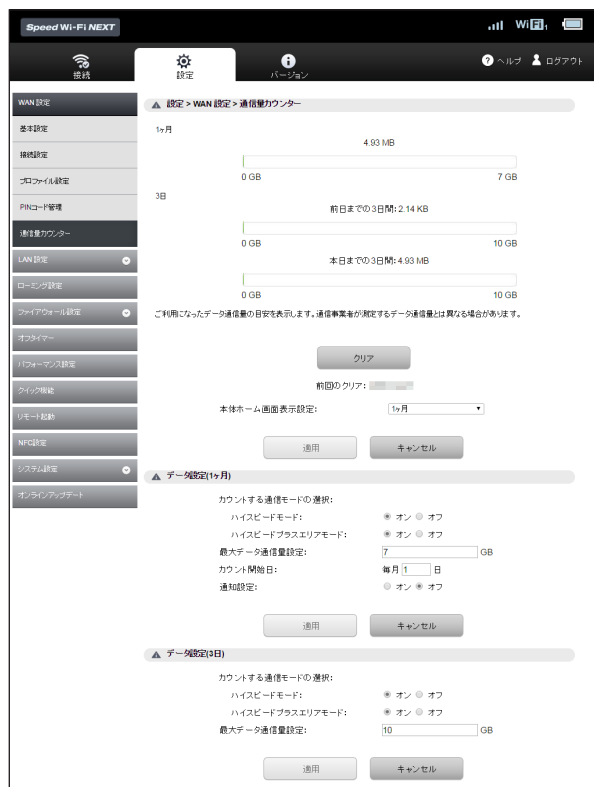 Speed Wi-Fi NEXT
WiFi 1
接続
設定
バージョン
? ヘルプ
ログアウト
WAN 設定
基本設定
接続設定
プロファイル設定
PINコード管理
通信量カウンター
LAN 設定
ローミング設定
ファイアウォール設定
オフタイマー
パフォーマンス設定
クイック機能
リモート起動
NFC設定
システム設定
オンラインアップデート
設定 > WAN 設定 > 通信量カウンター
1ヶ月
4.93 MB
0 GB 7 GB
3日
前日までの3日間: 2.14 KB
0 GB 10 GB
本日までの3日間: 4.93 MB
0 GB 10 GB
ご利用になったデータ通信量の目安を表示します。通信事業者が測定するデータ通信量とは異なる場合があります。
クリア
前回のクリア:
本体ホーム画面表示設定: 1ヶ月
適用 キャンセル
データ設定(1ヶ月)
カウントする通信モードの選択:
ハイスピードモード: オン オフ
ハイスピードプラスエリアモード: オン オフ
最大データ通信量設定: 7 GB
カウント開始日: 毎月 1 日
通知設定: オン オフ
適用 キャンセル
データ設定(3日)
カウントする通信モードの選択:
ハイスピードモード: オン オフ
ハイスピードプラスエリアモード: オン オフ
最大データ通信量設定: 10 GB
適用 キャンセル